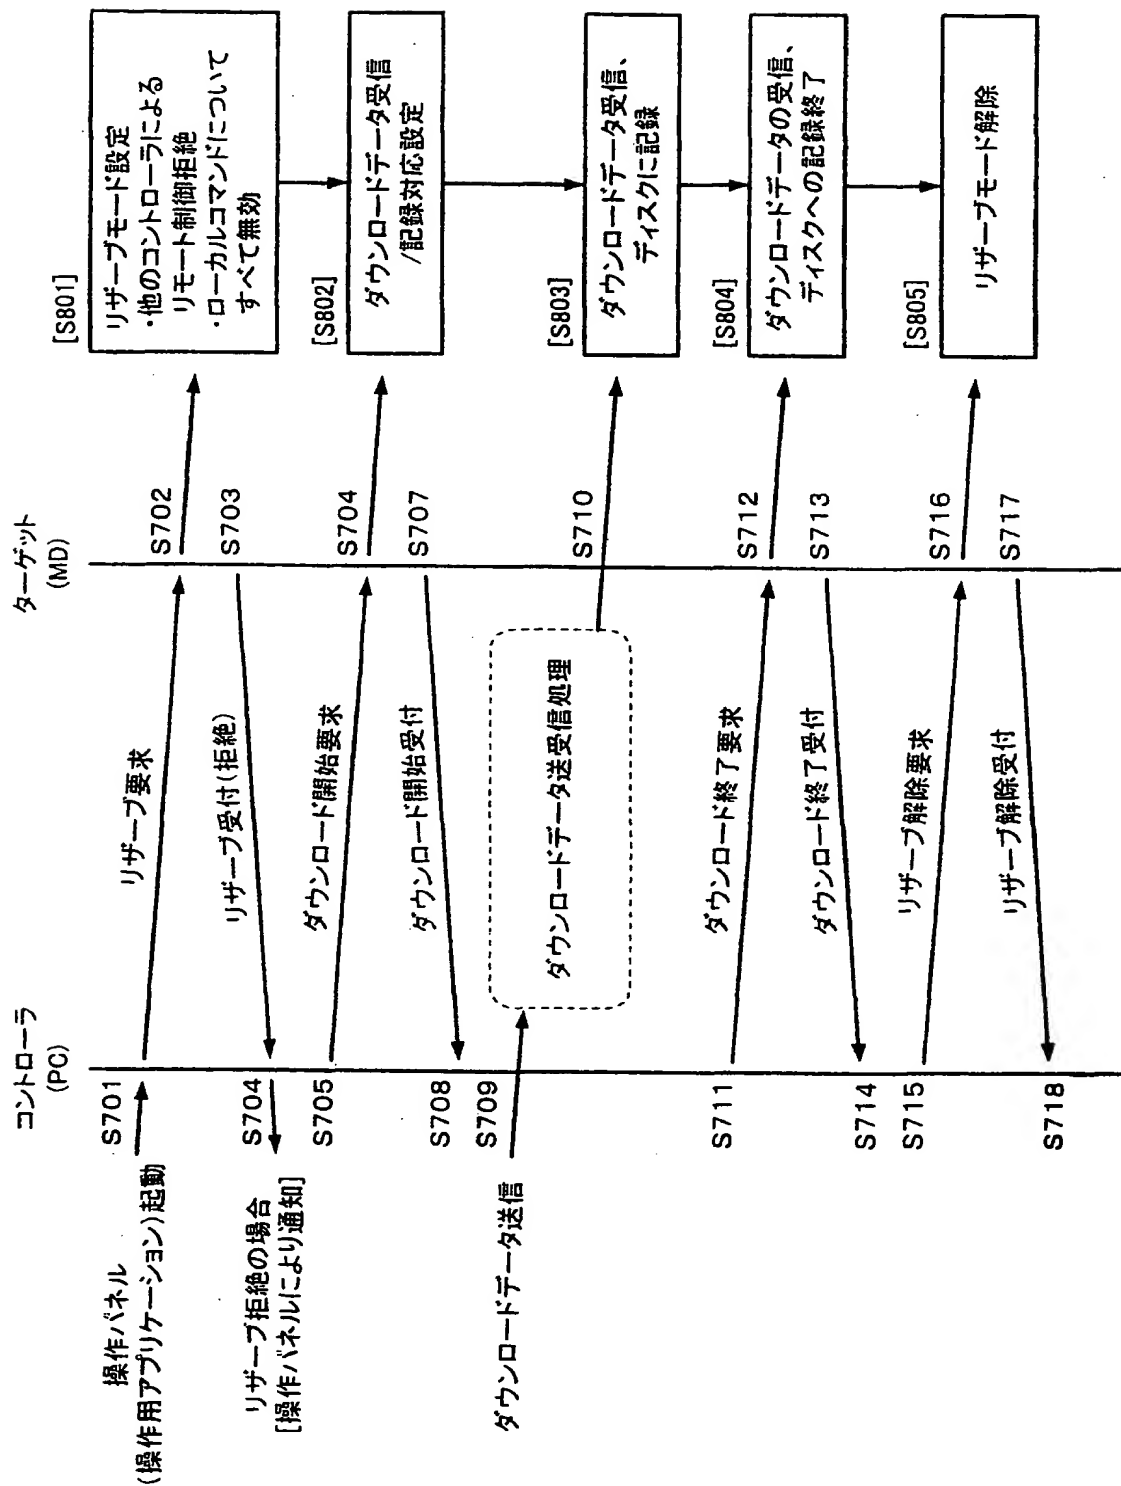 コントローラ
(PC)
ターゲット
(MD)
操作パネル
(操作用アプリケーション)起動
S701
リザーブ要求
S702
[S801]
リザーブモード設定
・他のコントローラによる
リモート制御拒絶
・ローカルコマンドについて
すべて無効
S703
リザーブ受付(拒絶)
S704
リザーブ拒絶の場合
[操作パネルにより通知]
S705
ダウンロード開始要求
S704
[S802]
ダウンロードデータ受信
/記録対応設定
S707
ダウンロード開始受付
S708
S709
ダウンロードデータ送信
ダウンロードデータ送受信処理
S710
[S803]
ダウンロードデータ受信、
ディスクに記録
S711
ダウンロード終了要求
S712
[S804]
ダウンロードデータの受信、
ディスクへの記録終了
S713
ダウンロード終了受付
S714
S715
リザーブ解除要求
S716
[S805]
リザーブモード解除
S717
リザーブ解除受付
S718